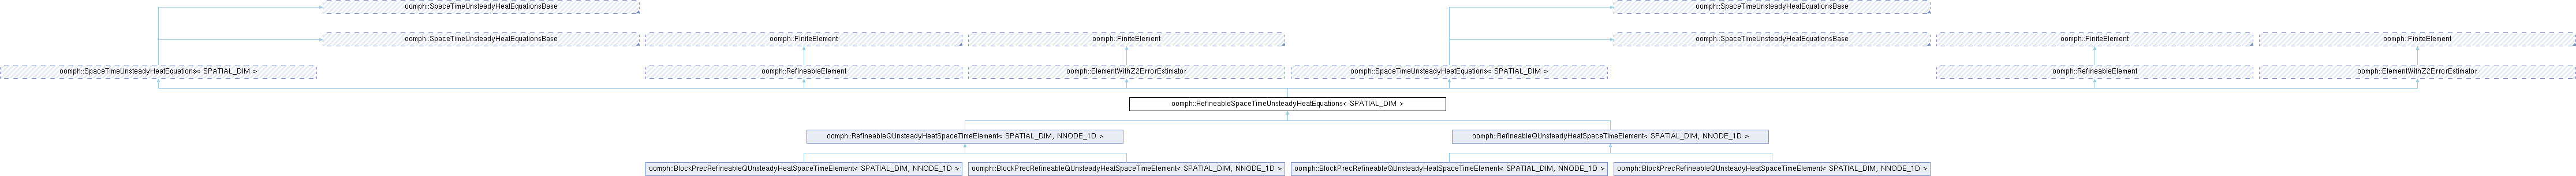 oomph::SpaceTimeUnsteadyHeatEquationsBase oomph::SpaceTimeUnsteadyHeatEquationsBase
oomph::SpaceTimeUnsteadyHeatEquationsBase oomph::FiniteElement oomph::FiniteElement oomph::SpaceTimeUnsteadyHeatEquationsBase oomph::FiniteElement oomph::FiniteElement
oomph::SpaceTimeUnsteadyHeatEquations< SPATIAL_DIM > oomph::RefineableElement oomph::ElementWithZ2ErrorEstimator oomph::SpaceTimeUnsteadyHeatEquations< SPATIAL_DIM > oomph::RefineableElement oomph::ElementWithZ2ErrorEstimator
oomph::RefineableSpaceTimeUnsteadyHeatEquations< SPATIAL_DIM >
oomph::RefineableQUnsteadyHeatSpaceTimeElement< SPATIAL_DIM, NNODE_1D > oomph::RefineableQUnsteadyHeatSpaceTimeElement< SPATIAL_DIM, NNODE_1D >
oomph::BlockPrecRefineableQUnsteadyHeatSpaceTimeElement< SPATIAL_DIM, NNODE_1D > oomph::BlockPrecRefineableQUnsteadyHeatSpaceTimeElement< SPATIAL_DIM, NNODE_1D > oomph::BlockPrecRefineableQUnsteadyHeatSpaceTimeElement< SPATIAL_DIM, NNODE_1D > oomph::BlockPrecRefineableQUnsteadyHeatSpaceTimeElement< SPATIAL_DIM, NNODE_1D >